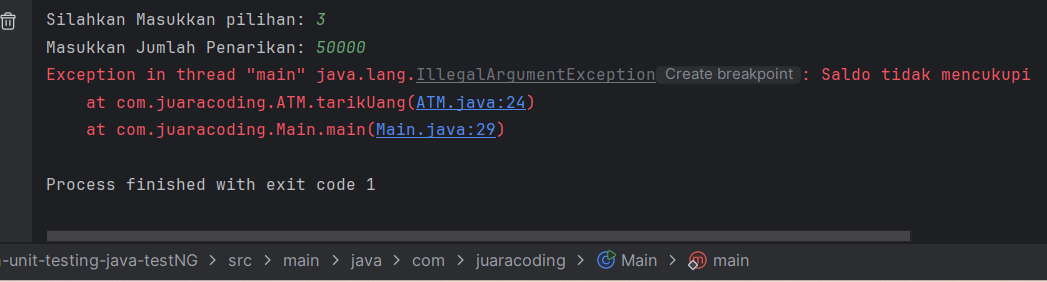 Silahkan Masukkan pilihan: 3
Masukkan Jumlah Penarikan: 50000
Exception in thread "main" java.lang.IllegalArgumentException Create breakpoint : Saldo tidak mencukupi
at com.juaracoding.ATM.tarikUang(ATM.java:24)
at com.juaracoding.Main.main(Main.java:29)
Process finished with exit code 1
-unit-testing-java-testNG > src > main > java > com > juaracoding > Main > main